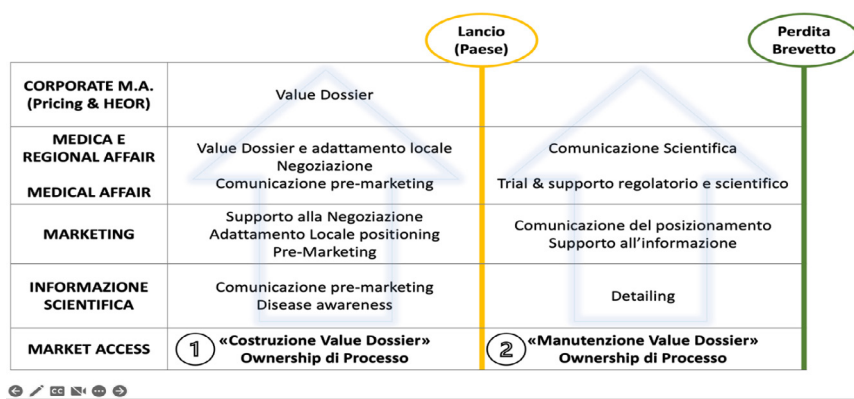 Lancio
(Paese)
Perdita
Brevetto
CORPORATE M.A.
(Pricing & HEOR)
Value Dossier
MEDICA E
REGIONAL AFFAIR
MEDICAL AFFAIR
Value Dossier e adattamento locale
Negoziazione
Comunicazione pre-marketing
Comunicazione Scientifica
Trial & supporto regolatorio e scientifico
MARKETING
Supporto alla Negoziazione
Adattamento Locale positioning
Pre-Marketing
Comunicazione del posizionamento
Supporto all’informazione
INFORMAZIONE
SCIENTIFICA
Comunicazione pre-marketing
Disease awareness
Detailing
MARKET ACCESS
1
«Costruzione Value Dossier»
Ownership di Processo
2
«Manutenzione Value Dossier»
Ownership di Processo
CC